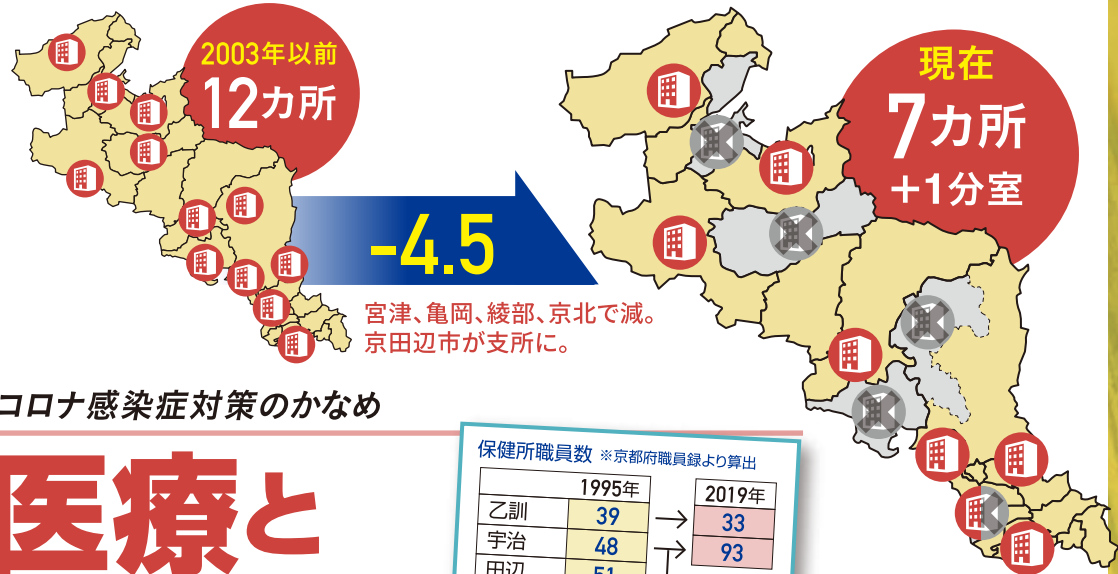 2003年以前
12カ所
現在
7カ所
+1分室
-4.5
宮津、亀岡、綾部、京北で減。
京田辺市が支所に。
コロナ感染症対策のかなめ
医療と
保健所職員数 ※京都府職員録より算出
1995年 2019年
乙訓 39 → 33
宇治 48 → 93
田辺 51